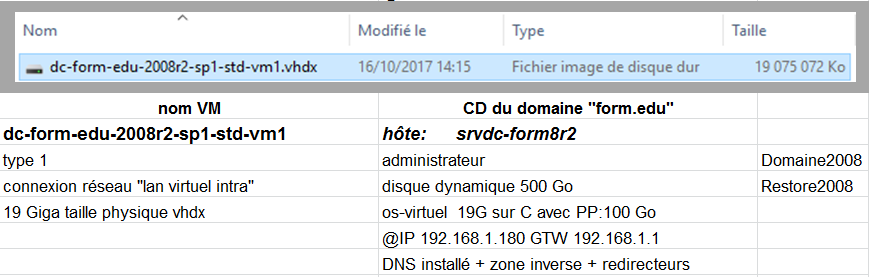 Nom Modifié le Type Taille
dc-form-edu-2008r2-sp1-std-vm1.vhdx 16/10/2017 14:15 Fichier image de disque dur 19 075 072 Ko
nom VM CD du domaine "form.edu"
dc-form-edu-2008r2-sp1-std-vm1 hôte: srvdc-form8r2
type 1 administrateur Domaine2008
connexion réseau "lan virtuel intra" disque dynamique 500 Go Restore2008
19 Giga taille physique vhdx os-virtuel 19G sur C avec PP:100 Go
@IP 192.168.1.180 GTW 192.168.1.1
DNS installé + zone inverse + redirecteurs